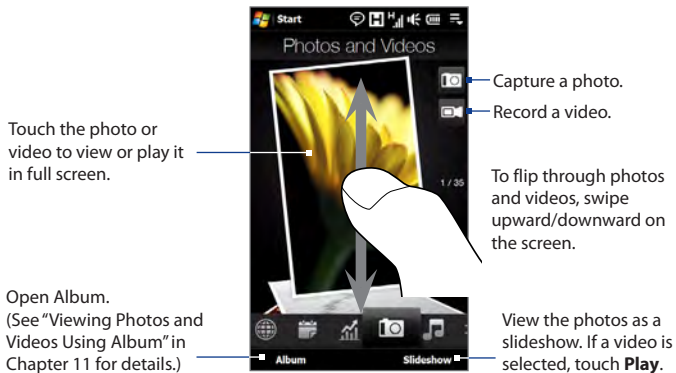 Start
Photos and Videos
Capture a photo.
Record a video.
Touch the photo or
video to view or play it
in full screen.
1 / 35
To flip through photos
and videos, swipe
upward/downward on
the screen.
Open Album.
(See “Viewing Photos and
Videos Using Album” in
Chapter 11 for details.)
Album
Slideshow
View the photos as a
slideshow. If a video is
selected, touch Play.